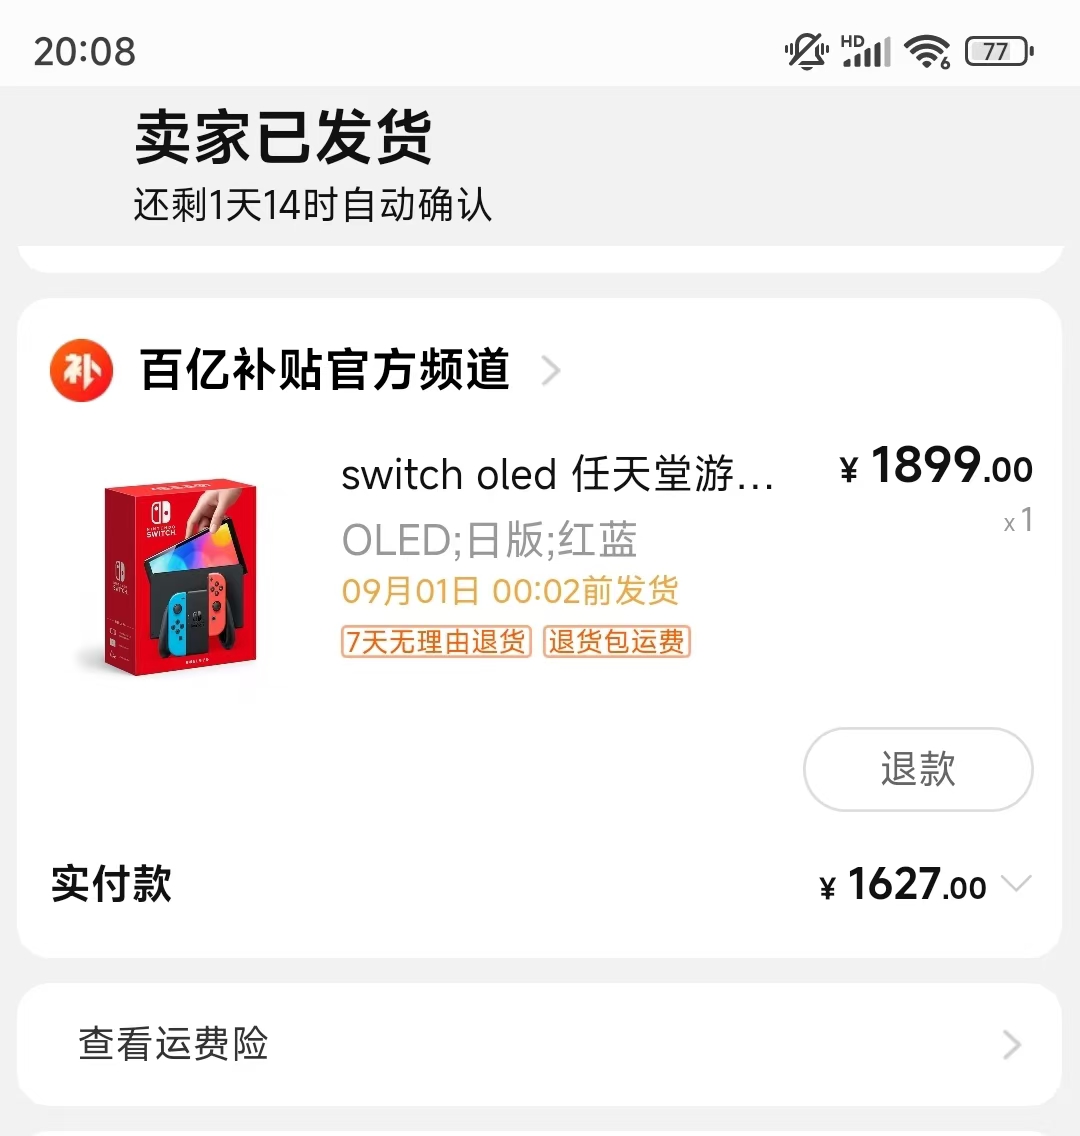 20:08
HD
6
77
卖家已发货
还剩1天14时自动确认
补
百亿补贴官方频道
switch oled 任天堂游...
¥ 1899.00
x1
OLED;日版;红蓝
09月01日 00:02前发货
7天无理由退货
退货包运费
NINTENDO
SWITCH
退款
实付款
¥ 1627.00
查看运费险